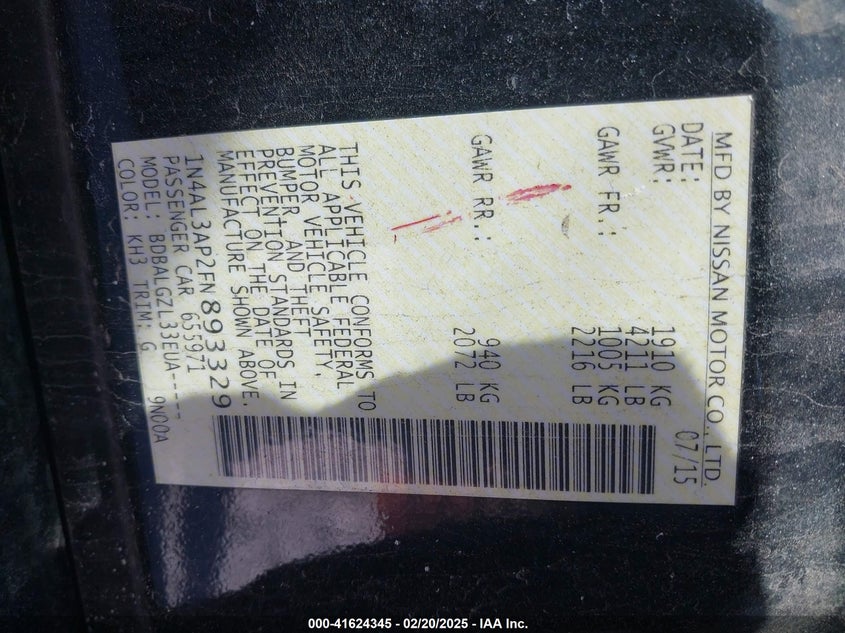 MFD BY NISSAN MOTOR CO., LTD.
DATE: 07/15
GVWR: 1910 KG
4211 LB
GAWR FR.: 1005 KG
2216 LB
GAWR RR.: 940 KG
2072 LB
THIS VEHICLE CONFORMS TO
ALL APPLICABLE FEDERAL
MOTOR VEHICLE SAFETY,
BUMPER, AND THEFT
PREVENTION STANDARDS IN
EFFECT ON THE DATE OF
MANUFACTURE SHOWN ABOVE.
1N4AL3AP2FN893329
PASSENGER CAR 655971
MODEL: BDBALGZL33EUA-----
COLOR: KH3 TRIM: G 9N00A
000-41624345 - 02/20/2025 - IAA Inc.